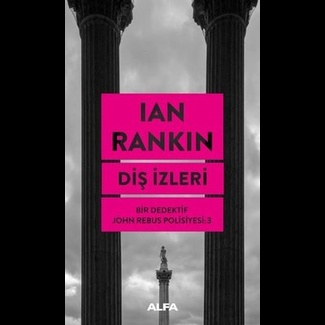 IAN
RANKIN
DİŞ İZLERİ
BİR DEDEKTİF
JOHN REBUS POLİSİYESİ: 3
ALFA